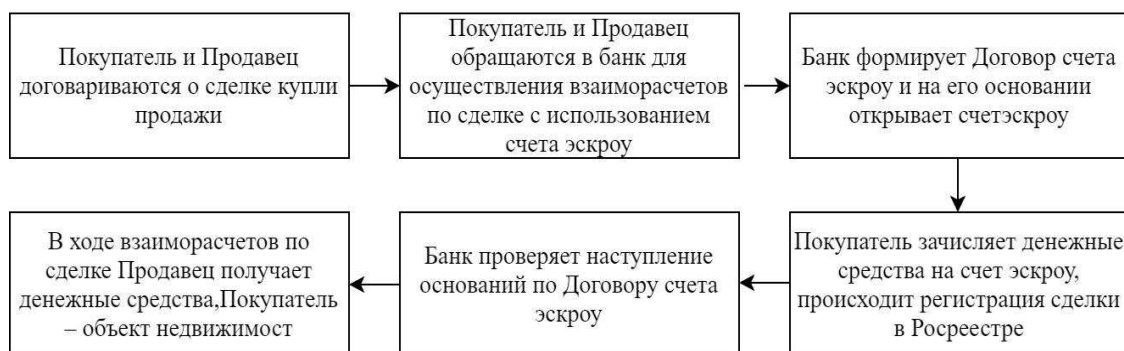 Покупатель и Продавец
договариваются о сделке купли
продажи
Покупатель и Продавец
обращаются в банк для
осуществления взаиморасчетов
по сделке с использованием
счета эскроу
Банк формирует Договор счета
эскроу и на его основании
открывает счетэскроу
Покупатель зачисляет денежные
средства на счет эскроу,
происходит регистрация сделки
в Росреестре
Банк проверяет наступление
оснований по Договору счета
эскроу
В ходе взаиморасчетов по
сделке Продавец получает
денежные средства,Покупатель
– объект недвижимост